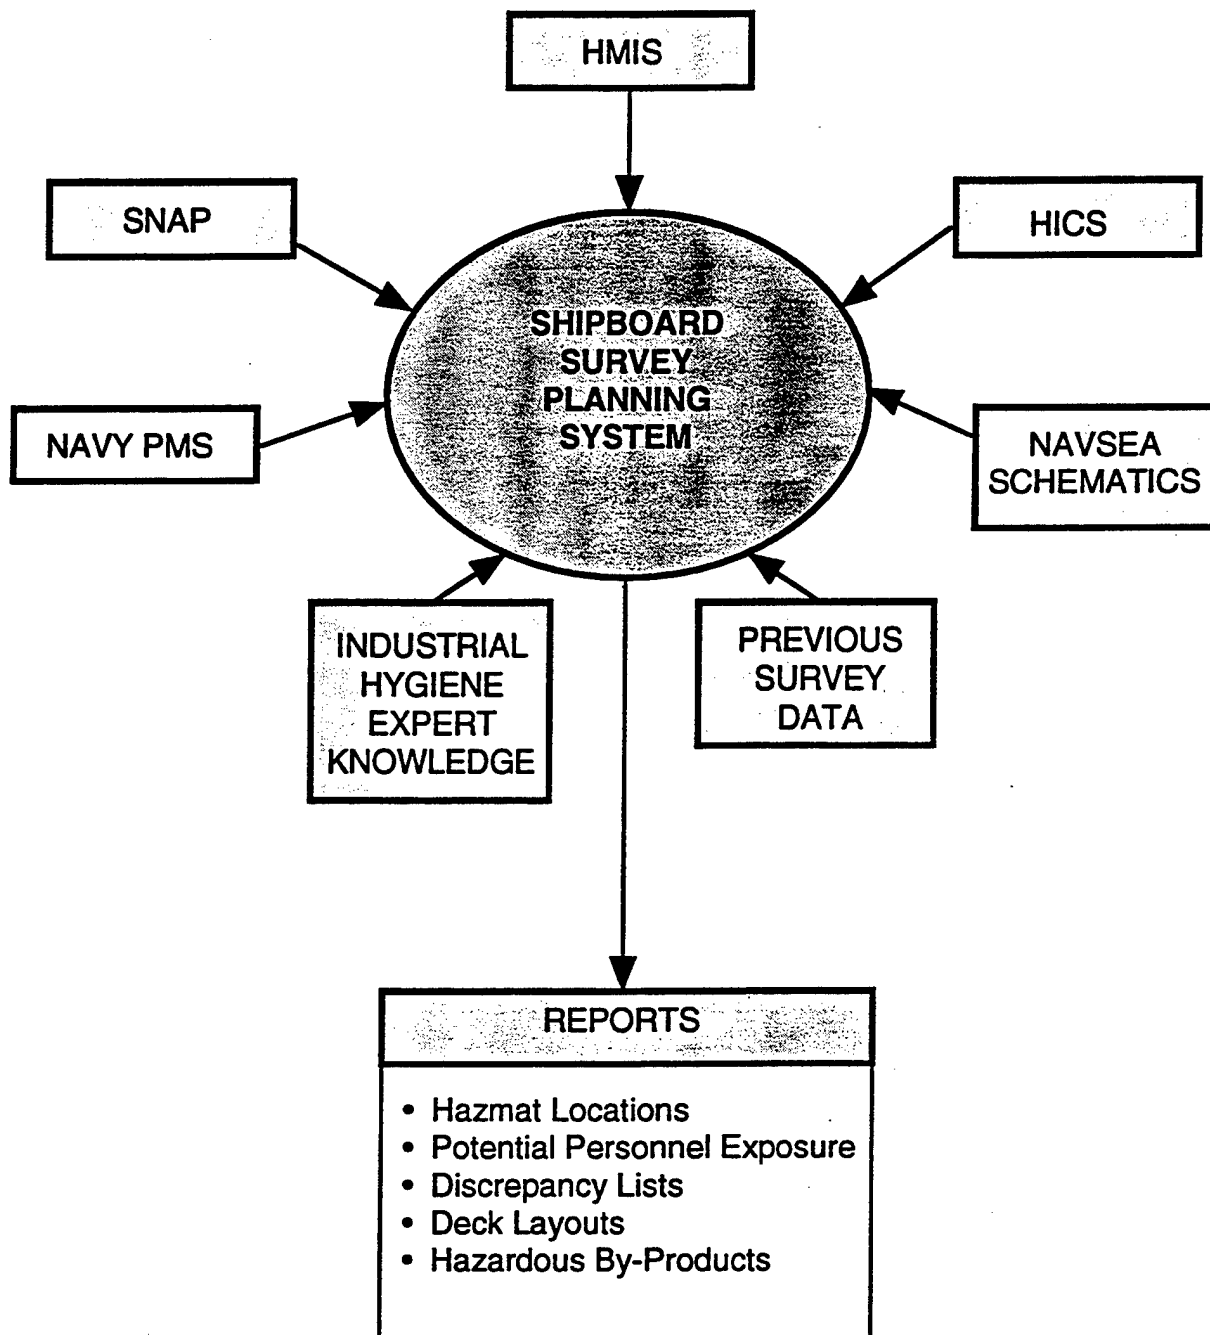 HMIS
SNAP
HICS
SHIPBOARD
SURVEY
PLANNING
SYSTEM
NAVY PMS
NAVSEA
SCHEMATICS
INDUSTRIAL
HYGIENE
EXPERT
KNOWLEDGE
PREVIOUS
SURVEY
DATA
REPORTS
• Hazmat Locations
• Potential Personnel Exposure
• Discrepancy Lists
• Deck Layouts
• Hazardous By-Products